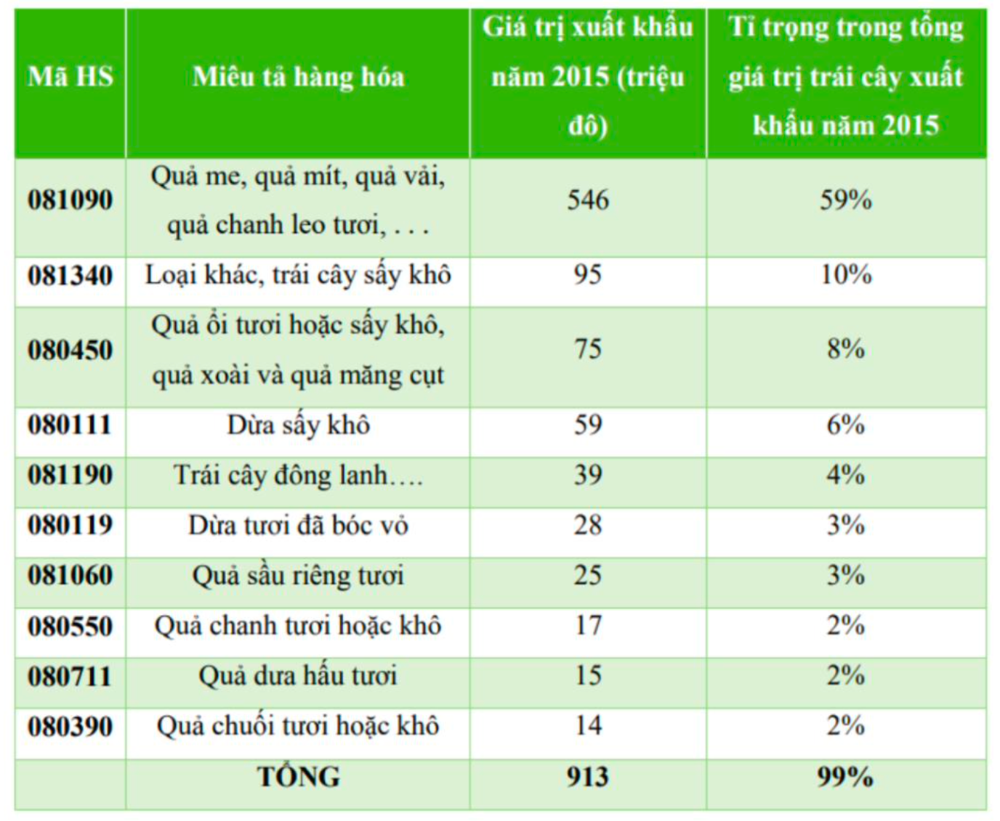 Mã HS
Miêu tả hàng hóa
Giá trị xuất khẩu
năm 2015 (triệu
đô)
Tỉ trọng trong tổng
giá trị trái cây xuất
khẩu năm 2015
081090
Quả me, quả mít, quả vải,
quả chanh leo tươi, . . .
546
59%
081340
Loại khác, trái cây sấy khô
95
10%
080450
Quả ổi tươi hoặc sấy khô,
quả xoài và quả măng cụt
75
8%
080111
Dừa sấy khô
59
6%
081190
Trái cây đông lanh….
39
4%
080119
Dừa tươi đã bóc vỏ
28
3%
081060
Quả sầu riêng tươi
25
3%
080550
Quả chanh tươi hoặc khô
17
2%
080711
Quả dưa hấu tươi
15
2%
080390
Quả chuối tươi hoặc khô
14
2%
TỔNG
913
99%